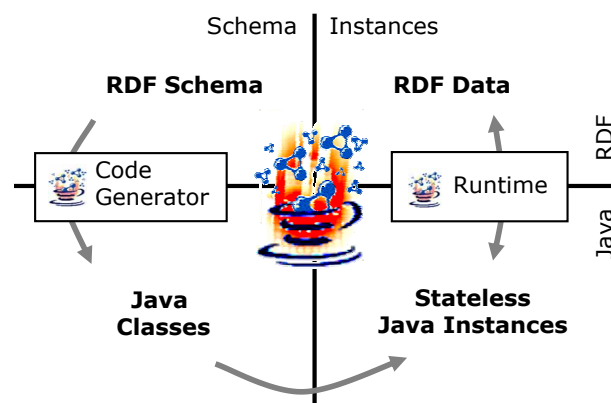 Schema
Instances
RDF Schema
RDF Data
RDF
Code
Generator
Runtime
Java
Java
Classes
Stateless
Java Instances